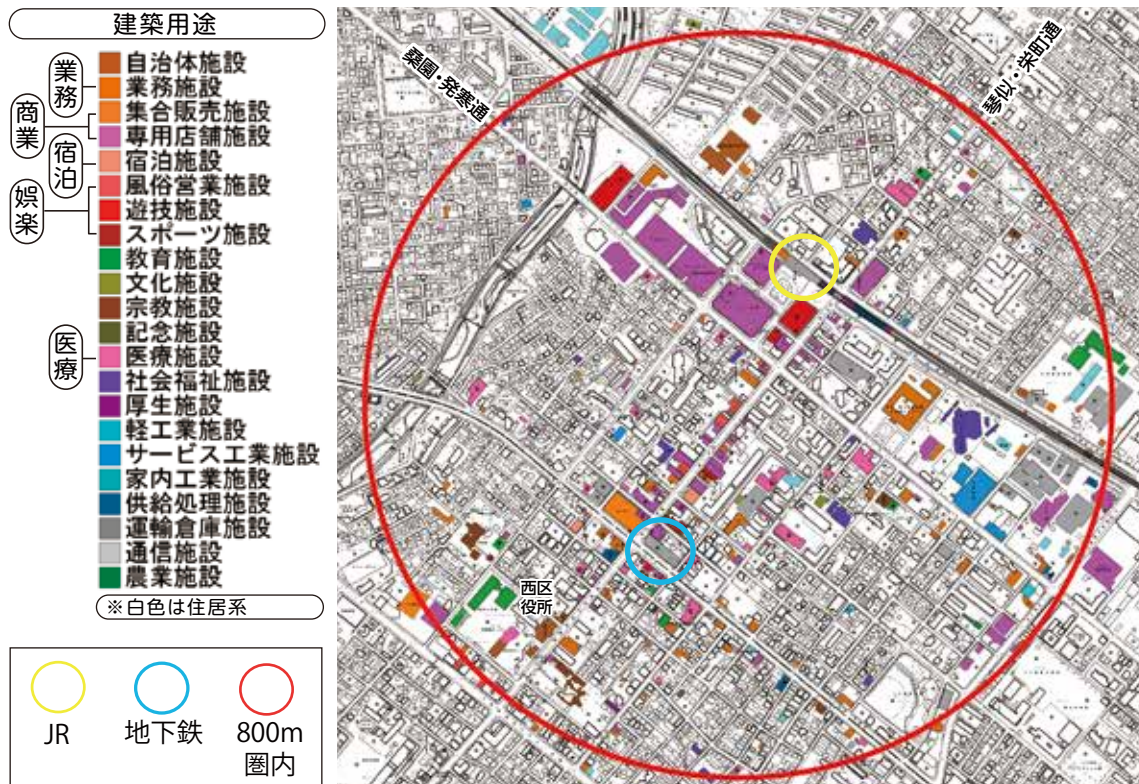 建築用途
業務
商業
宿泊
娯楽
医療
自治体施設
業務施設
集合販売施設
専用店舗施設
宿泊施設
風俗営業施設
遊技施設
スポーツ施設
教育施設
文化施設
宗教施設
記念施設
医療施設
社会福祉施設
厚生施設
軽工業施設
サービス工業施設
家内工業施設
供給処理施設
運輸倉庫施設
通信施設
農業施設
※白色は住居系
JR
地下鉄
800m
圏内
桑園・発寒通
琴似・栄町通
西区
役所